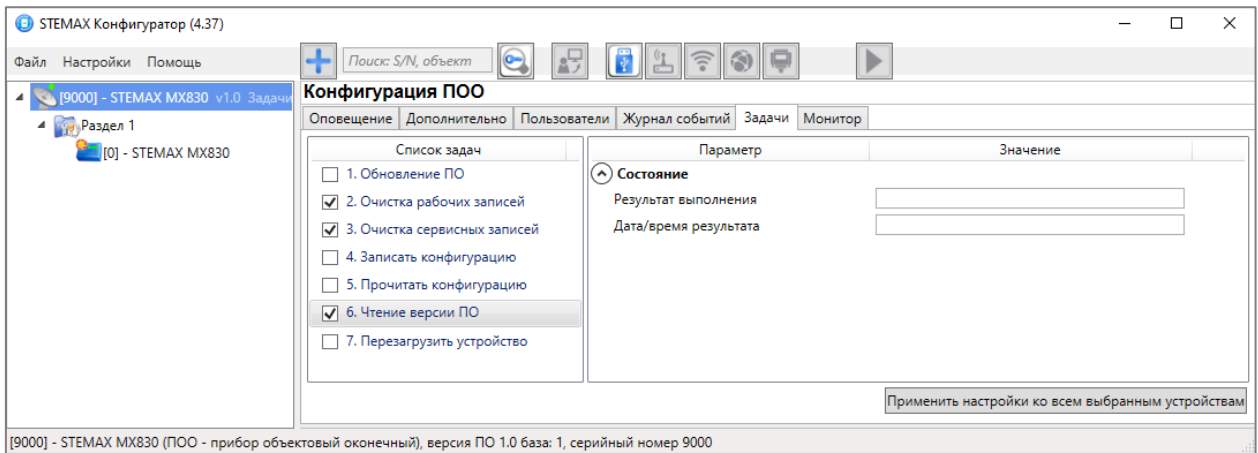 STEMAX Конфигуратор (4.37)
Файл Настройки Помощь
Поиск: S/N, объект
[9000] - STEMAX MX830 v1.0 Задачи
Раздел 1
[0] - STEMAX MX830
Конфигурация ПОО
Оповещение Дополнительно Пользователи Журнал событий Задачи Монитор
Список задач
1. Обновление ПО
2. Очистка рабочих записей
3. Очистка сервисных записей
4. Записать конфигурацию
5. Прочитать конфигурацию
6. Чтение версии ПО
7. Перезагрузить устройство
Параметр Значение
Состояние
Результат выполнения
Дата/время результата
Применить настройки ко всем выбранным устройствам
[9000] - STEMAX MX830 (ПОО - прибор объектовый оконечный), версия ПО 1.0 база: 1, серийный номер 9000